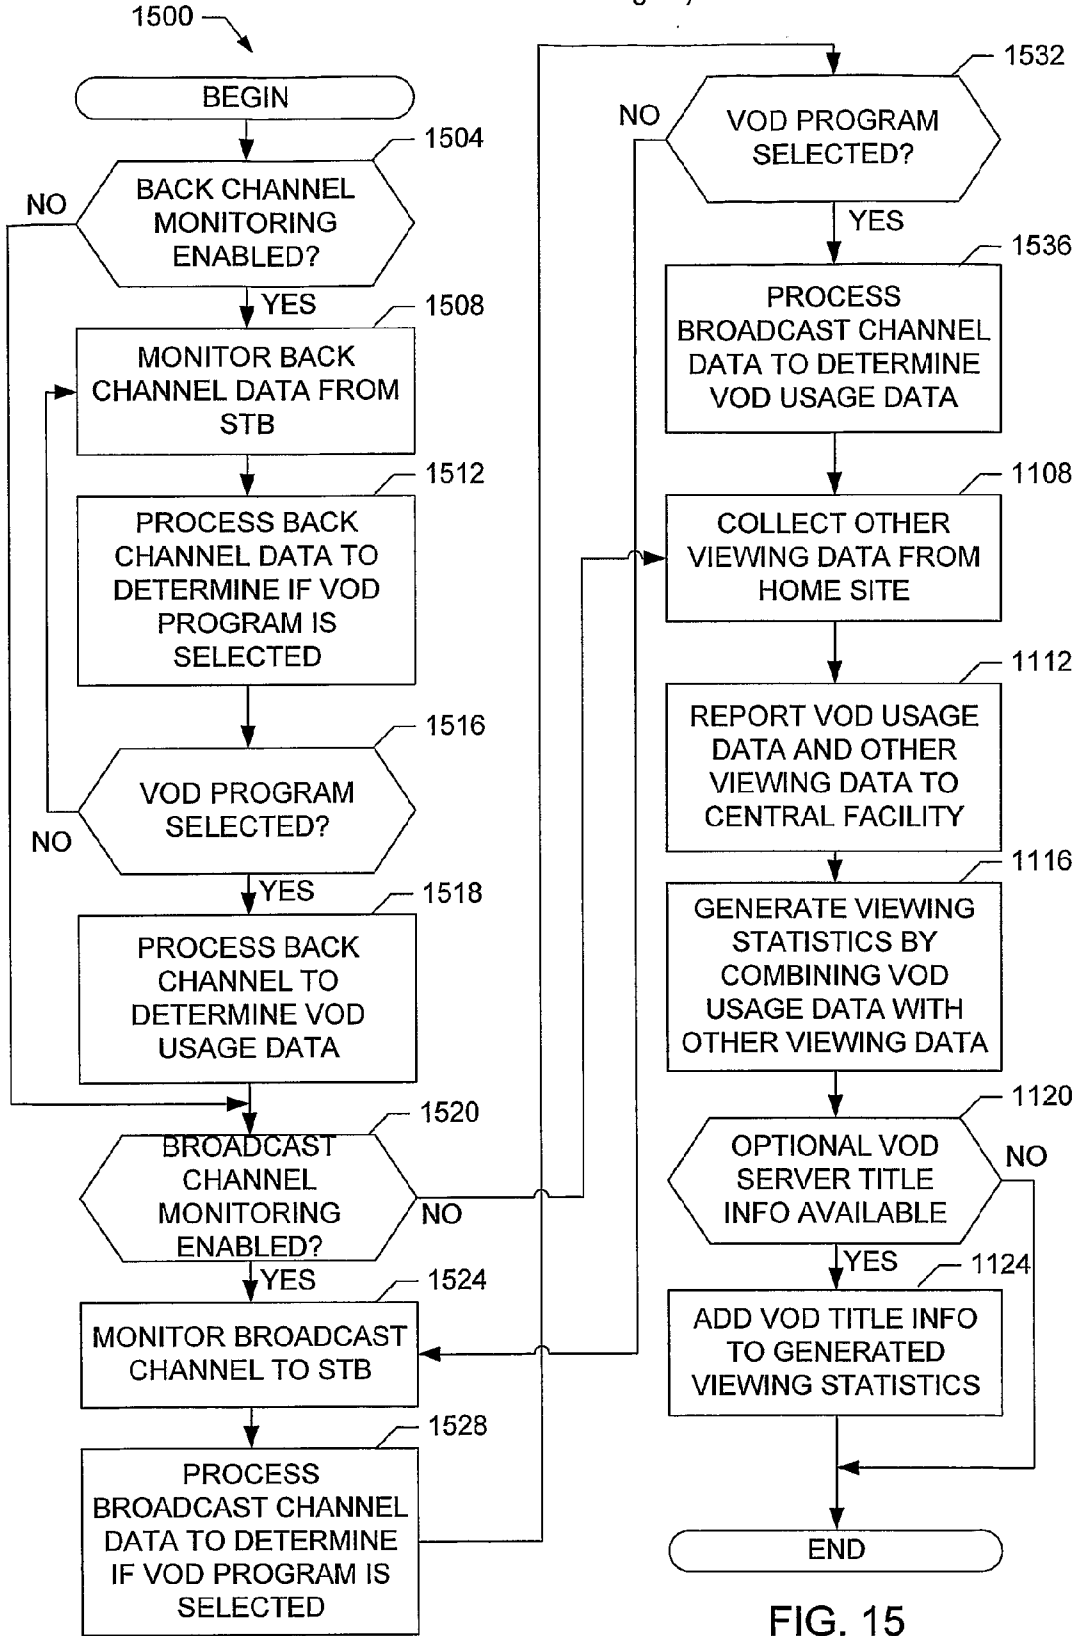 1500
BEGIN
1504
BACK CHANNEL
MONITORING
ENABLED?
NO
YES
1508
MONITOR BACK
CHANNEL DATA FROM
STB
1512
PROCESS BACK
CHANNEL DATA TO
DETERMINE IF VOD
PROGRAM IS
SELECTED
1516
VOD PROGRAM
SELECTED?
NO
YES
1518
PROCESS BACK
CHANNEL TO
DETERMINE VOD
USAGE DATA
1520
BROADCAST
CHANNEL
MONITORING
ENABLED?
NO
YES
1524
MONITOR BROADCAST
CHANNEL TO STB
1528
PROCESS
BROADCAST CHANNEL
DATA TO DETERMINE
IF VOD PROGRAM IS
SELECTED
1532
NO
VOD PROGRAM
SELECTED?
YES
1536
PROCESS
BROADCAST CHANNEL
DATA TO DETERMINE
VOD USAGE DATA
1108
COLLECT OTHER
VIEWING DATA FROM
HOME SITE
1112
REPORT VOD USAGE
DATA AND OTHER
VIEWING DATA TO
CENTRAL FACILITY
1116
GENERATE VIEWING
STATISTICS BY
COMBINING VOD
USAGE DATA WITH
OTHER VIEWING DATA
1120
OPTIONAL VOD
SERVER TITLE
INFO AVAILABLE
NO
YES
1124
ADD VOD TITLE INFO
TO GENERATED
VIEWING STATISTICS
END
FIG. 15